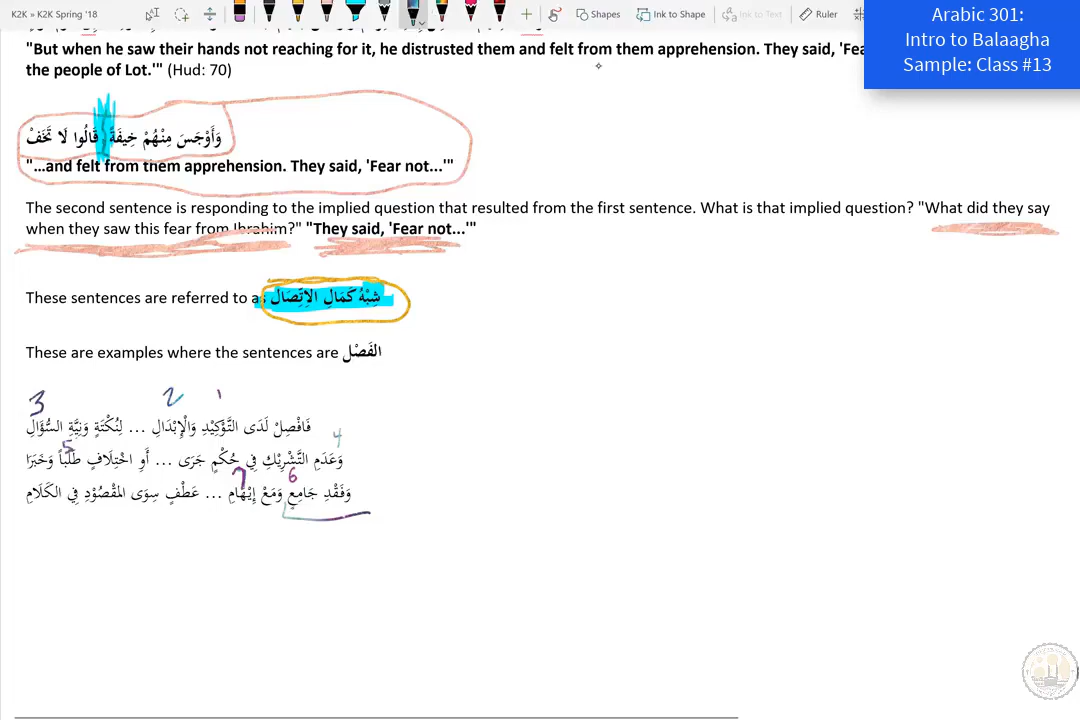 K2K » K2K Spring '18
Shapes
Ink to Shape
Ink to Text
Ruler
Arabic 301:
Intro to Balaagha
Sample: Class #13
"But when he saw their hands not reaching for it, he distrusted them and felt from them apprehension. They said, 'Fea
the people of Lot.'" (Hud: 70)
وَأَوْجَسَ مِنْهُمْ خِيفَةً قَالُوا لَا تَخَفْ
"…and felt from them apprehension. They said, 'Fear not…'"
The second sentence is responding to the implied question that resulted from the first sentence. What is that implied question? "What did they say
when they saw this fear from Ibrahim?" "They said, 'Fear not…'"
These sentences are referred to as شِبْهُ كَمَالِ الاِتِّصَال
These are examples where the sentences are الفَصْل
3 2 1
فَافْصِلْ لَدَى التَّوْكِيْدِ وَالْإِبْدَالِ … لِنُكْتَةٍ وَنِيَّةِ السُّؤَالِ
5 4
وَعَدَمِ التَّشْرِيْكِ فِي حُكْمٍ جَرَى … أَوِ اخْتِلَافٍ طَلَباً وَخَبَرَا
7 6
وَفَقْدِ جَامِعٍ وَمَعْ إِيْهَامِ … عَطْفٍ سِوَى المَقْصُوْدِ فِي الكَلَامِ